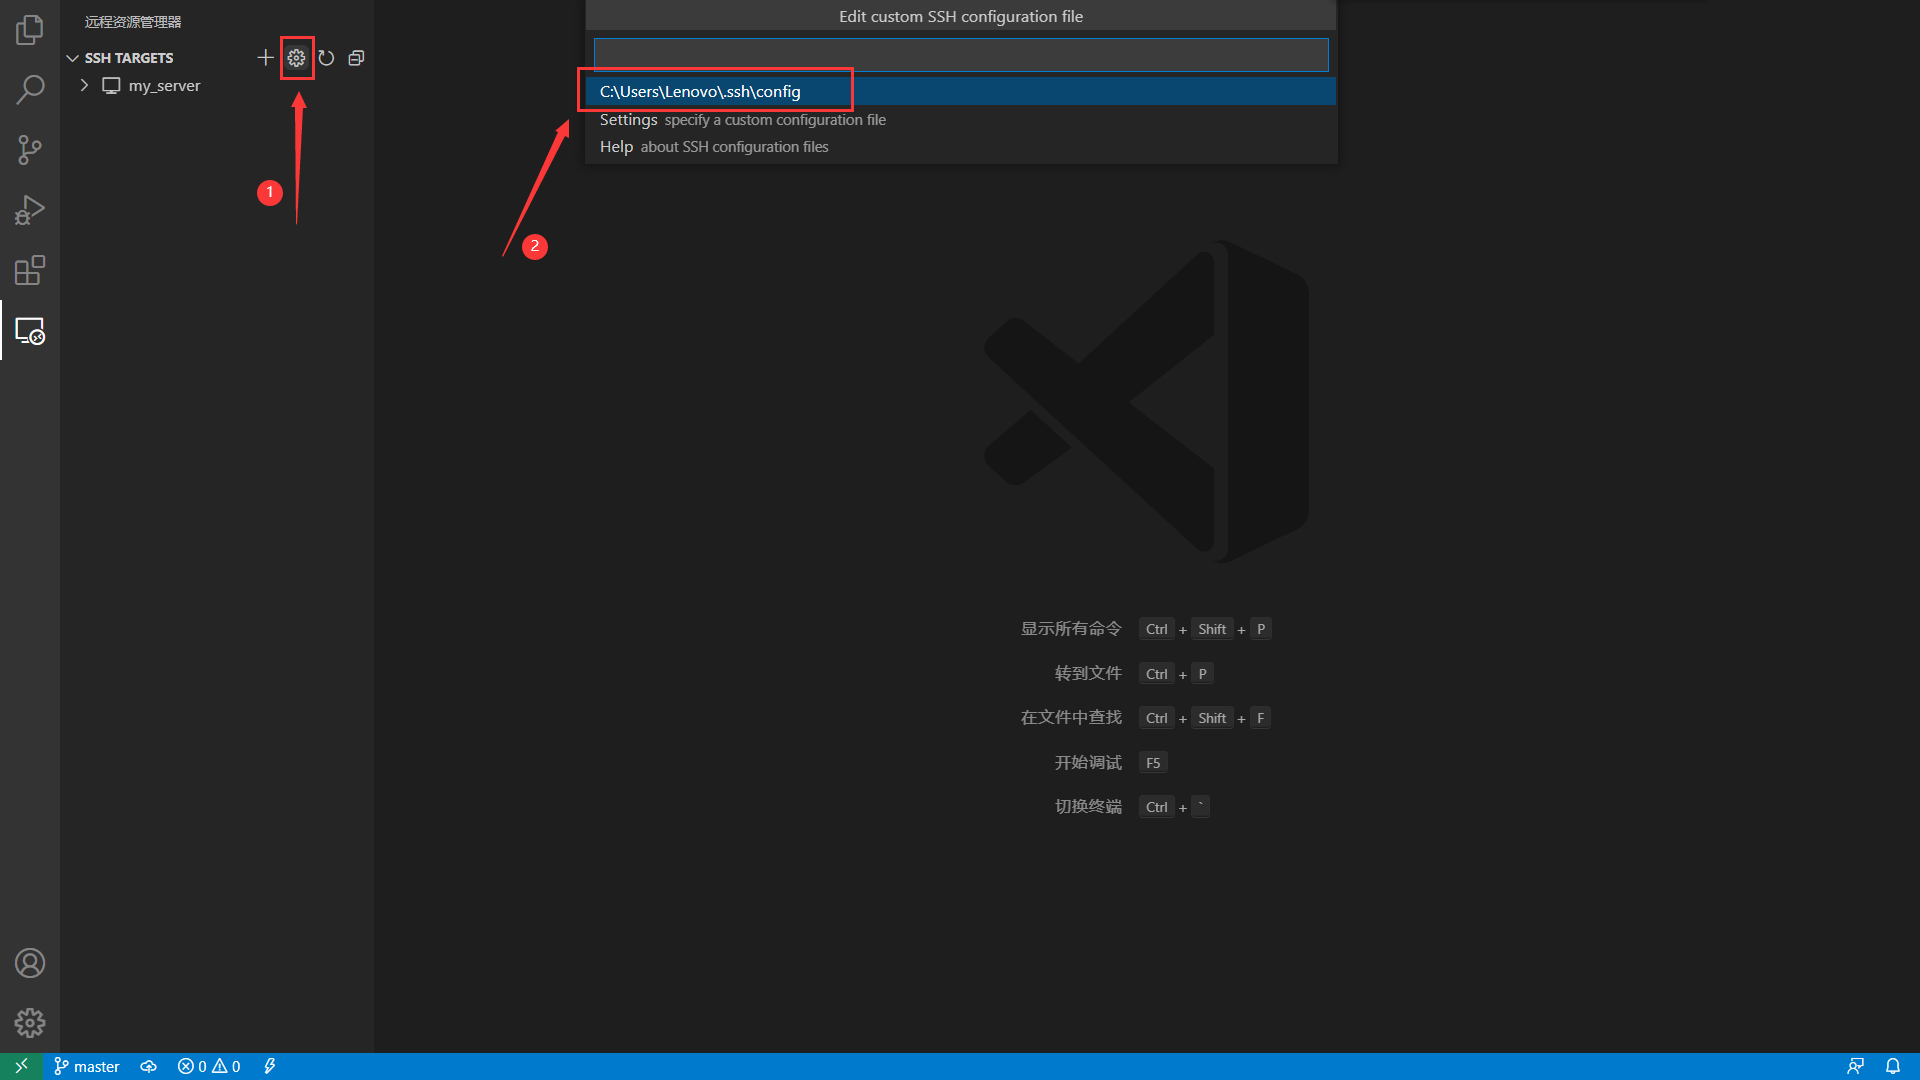 远程资源管理器
SSH TARGETS
my_server
1
Edit custom SSH configuration file
C:\Users\Lenovo\.ssh\config
Settings specify a custom configuration file
Help about SSH configuration files
2
显示所有命令 Ctrl + Shift + P
转到文件 Ctrl + P
在文件中查找 Ctrl + Shift + F
开始调试 F5
切换终端 Ctrl + `
master 0 0